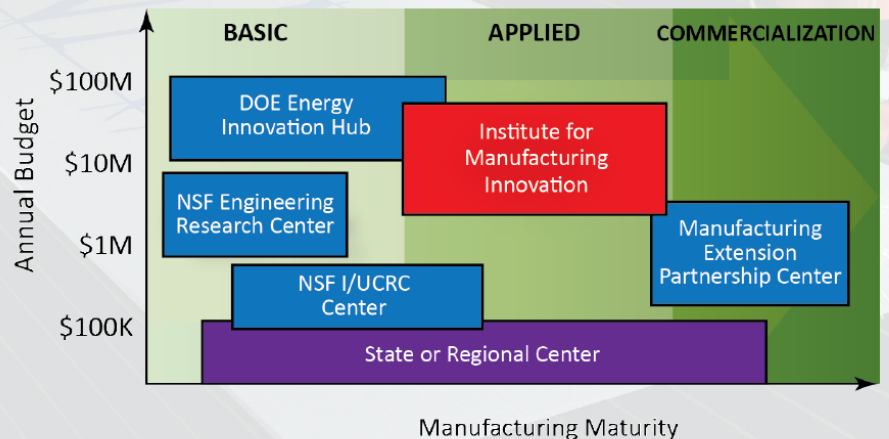 BASIC
APPLIED
COMMERCIALIZATION
Annual Budget
$100M
$10M
$1M
$100K
DOE Energy
Innovation Hub
Institute for
Manufacturing
Innovation
NSF Engineering
Research Center
Manufacturing
Extension
Partnership Center
NSF I/UCRC
Center
State or Regional Center
Manufacturing Maturity